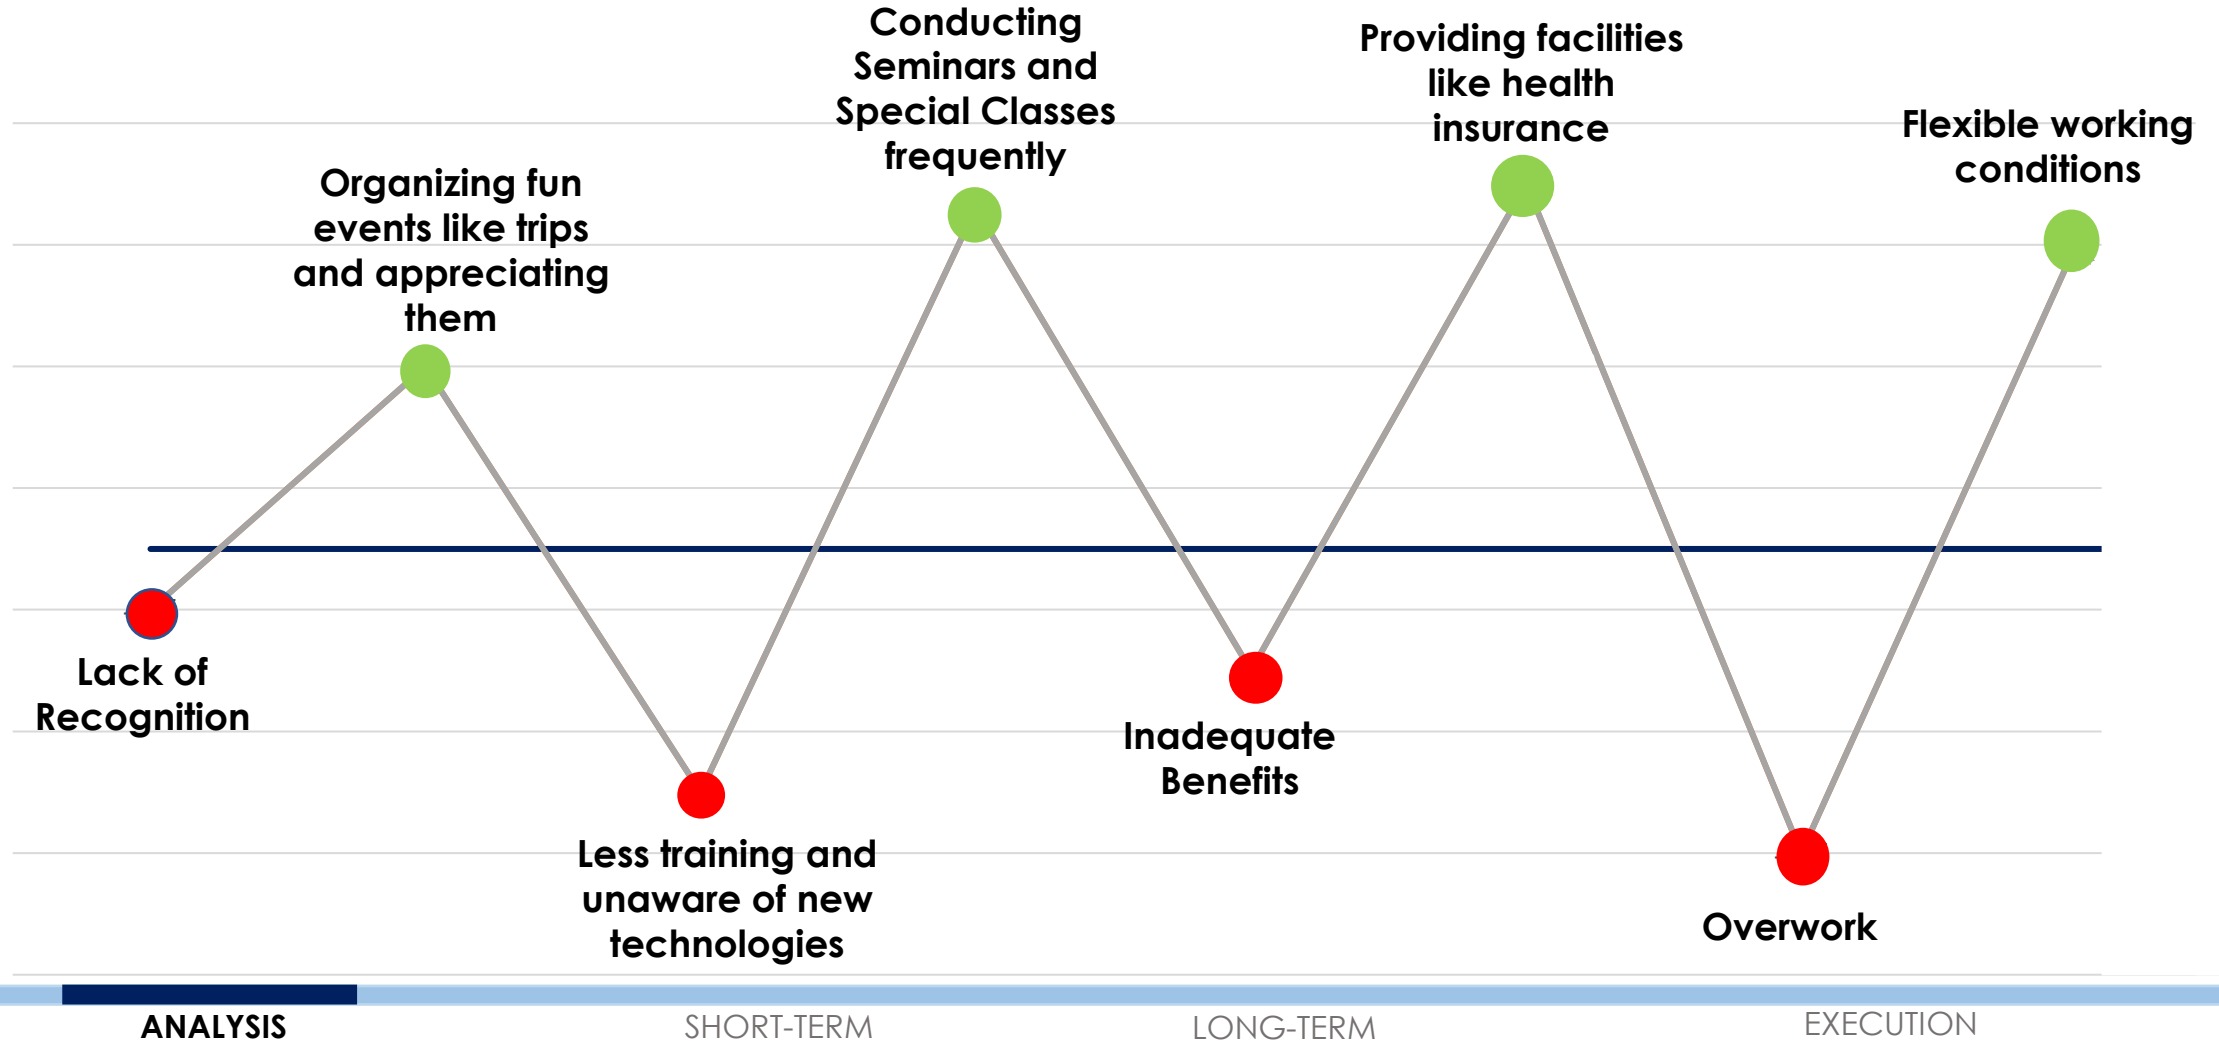 Conducting
Seminars and
Special Classes
frequently
Providing facilities
like health
insurance
Flexible working
conditions
Organizing fun
events like trips
and appreciating
them
Lack of
Recognition
Inadequate
Benefits
Less training and
unaware of new
technologies
Overwork
ANALYSIS
SHORT-TERM
LONG-TERM
EXECUTION